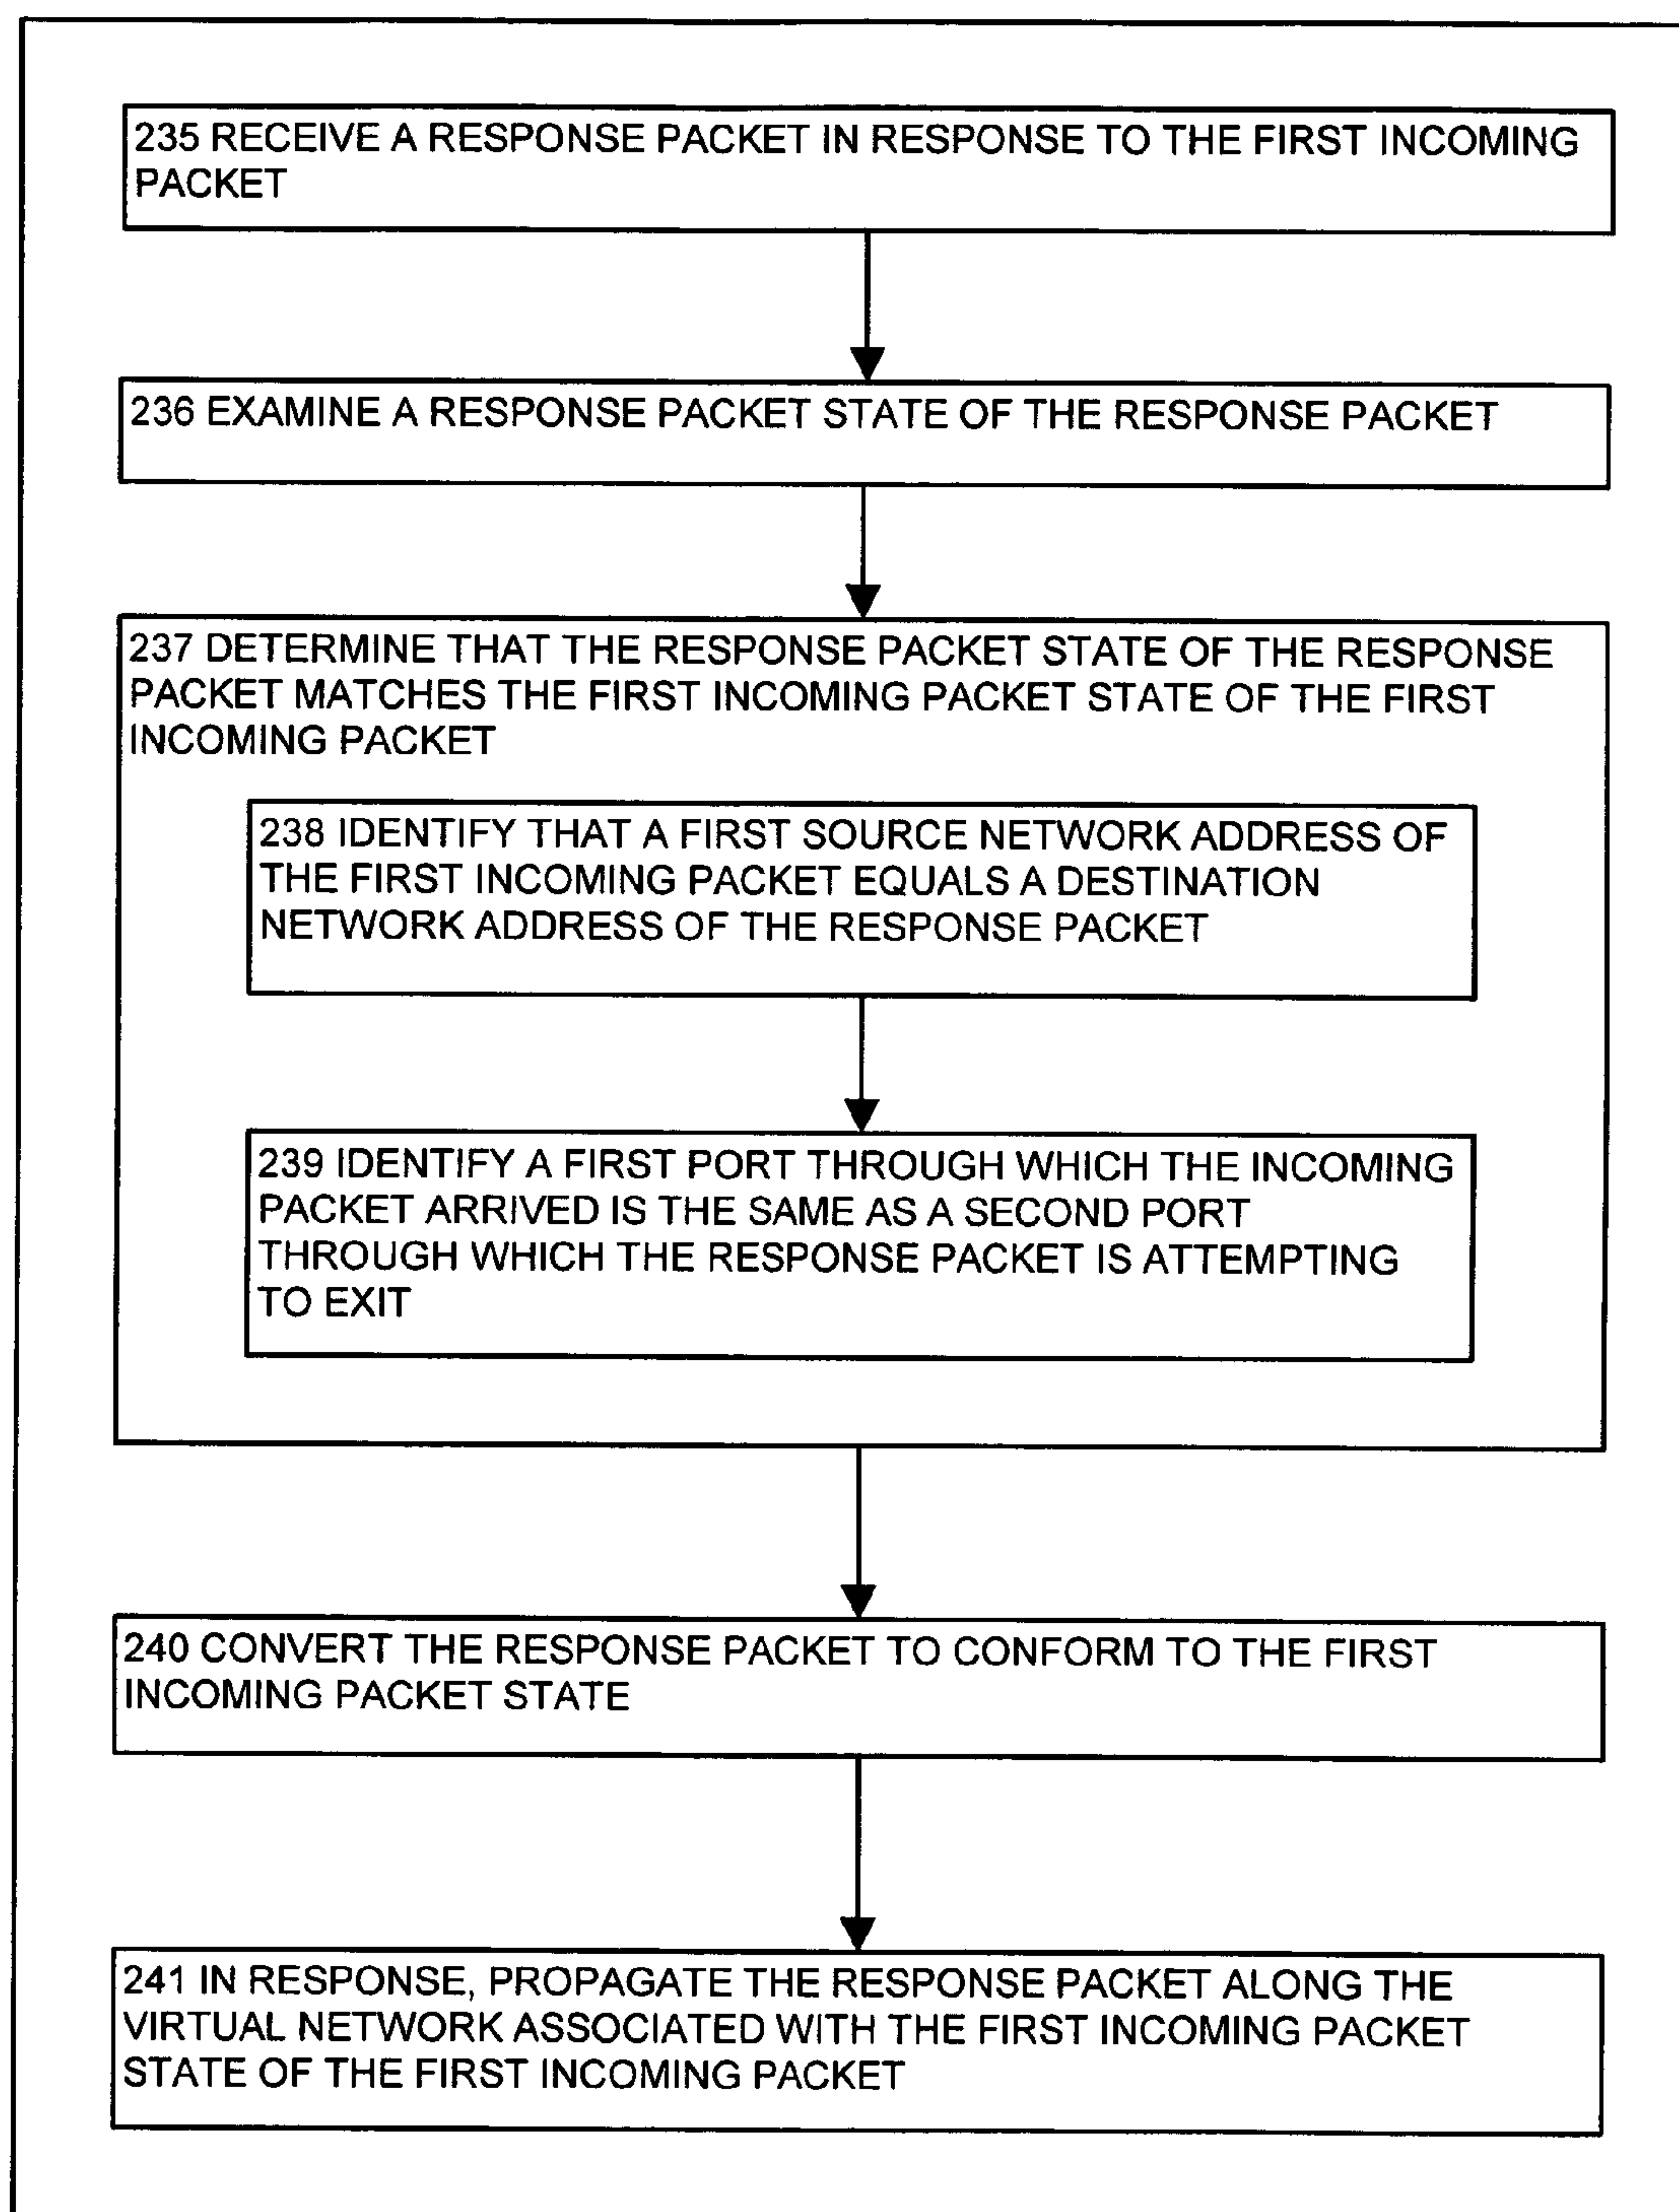 235 RECEIVE A RESPONSE PACKET IN RESPONSE TO THE FIRST INCOMING
PACKET
236 EXAMINE A RESPONSE PACKET STATE OF THE RESPONSE PACKET
237 DETERMINE THAT THE RESPONSE PACKET STATE OF THE RESPONSE
PACKET MATCHES THE FIRST INCOMING PACKET STATE OF THE FIRST
INCOMING PACKET
238 IDENTIFY THAT A FIRST SOURCE NETWORK ADDRESS OF
THE FIRST INCOMING PACKET EQUALS A DESTINATION
NETWORK ADDRESS OF THE RESPONSE PACKET
239 IDENTIFY A FIRST PORT THROUGH WHICH THE INCOMING
PACKET ARRIVED IS THE SAME AS A SECOND PORT
THROUGH WHICH THE RESPONSE PACKET IS ATTEMPTING
TO EXIT
240 CONVERT THE RESPONSE PACKET TO CONFORM TO THE FIRST
INCOMING PACKET STATE
241 IN RESPONSE, PROPAGATE THE RESPONSE PACKET ALONG THE
VIRTUAL NETWORK ASSOCIATED WITH THE FIRST INCOMING PACKET
STATE OF THE FIRST INCOMING PACKET